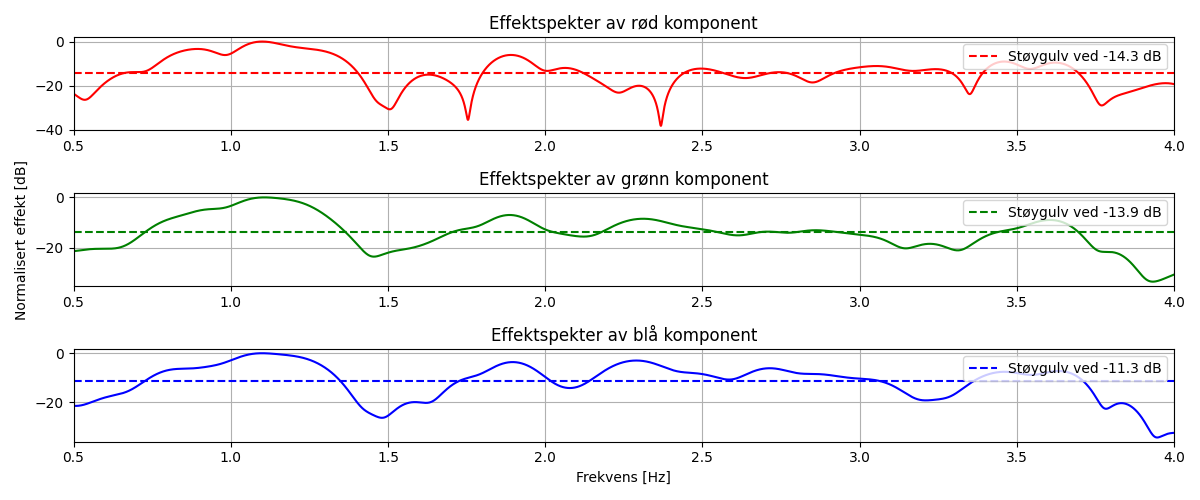 Effektspekter av rød komponent
0
−20
−40
Støygulv ved -14.3 dB
0.5 1.0 1.5 2.0 2.5 3.0 3.5 4.0
Normalisert effekt [dB]
Effektspekter av grønn komponent
0
−20
Støygulv ved -13.9 dB
0.5 1.0 1.5 2.0 2.5 3.0 3.5 4.0
Effektspekter av blå komponent
0
−20
Støygulv ved -11.3 dB
0.5 1.0 1.5 2.0 2.5 3.0 3.5 4.0
Frekvens [Hz]